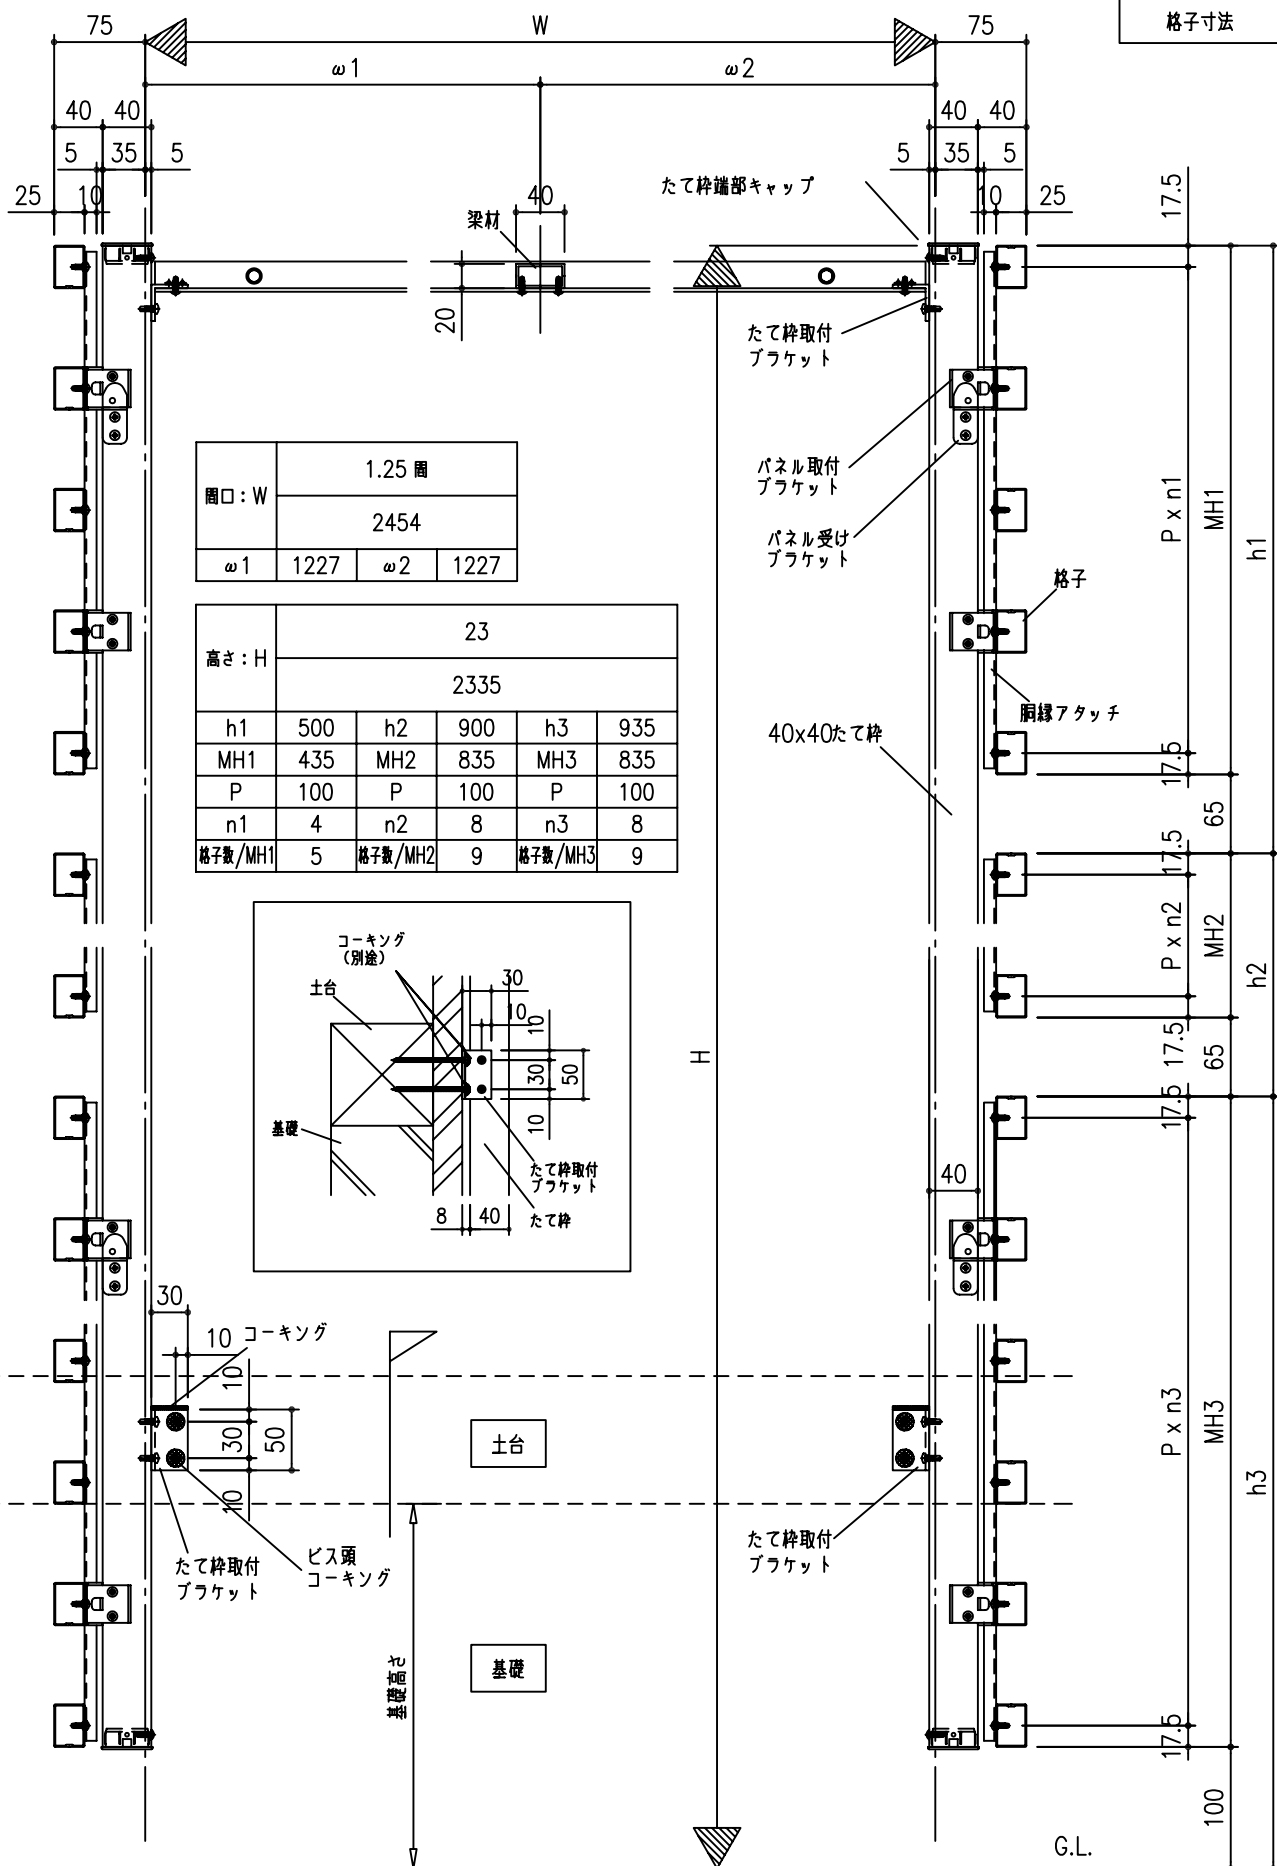 格子寸法
75
W
75
ω1
ω2
40
40
40
40
5
35
5
5
35
5
25
10
10
25
たて枠端部キャップ
17.5
梁材
40
20
たて枠取付
ブラケット
パネル取付
ブラケット
パネル受け
ブラケット
格子
胴縁アタッチ
40x40たて枠
間口:W
1.25 間
2454
ω1 1227 ω2 1227
高さ:H
23
2335
h1 500 h2 900 h3 935
MH1 435 MH2 835 MH3 835
P 100 P 100 P 100
n1 4 n2 8 n3 8
格子数/MH1 5 格子数/MH2 9 格子数/MH3 9
P x n1
MH1
h1
17.5
65
17.5
P x n2
MH2
h2
17.5
65
17.5
コーキング
(別途)
土台
30
10
10
30
50
10
基礎
たて枠取付
ブラケット
たて枠
8
40
H
40
30
10
コーキング
10
30
50
10
土台
たて枠取付
ブラケット
ビス頭
コーキング
たて枠取付
ブラケット
基礎高さ
基礎
P x n3
MH3
h3
17.5
100
G.L.